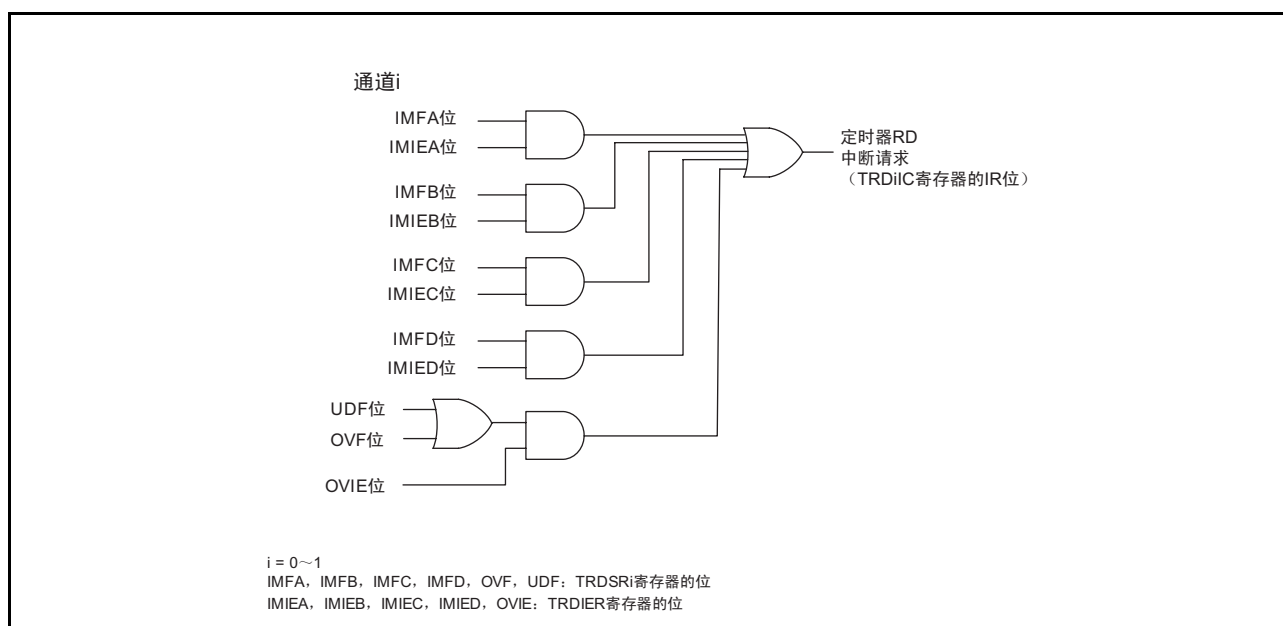 通道i
IMFA位
IMIEA位
IMFB位
IMIEB位
IMFC位
IMIEC位
IMFD位
IMIED位
UDF位
OVF位
OVIE位
定时器RD
中断请求
（TRDiIC寄存器的IR位）
i = 0～1
IMFA，IMFB，IMFC，IMFD，OVF，UDF：TRDSRi寄存器的位
IMIEA，IMIEB，IMIEC，IMIED，OVIE：TRDIER寄存器的位